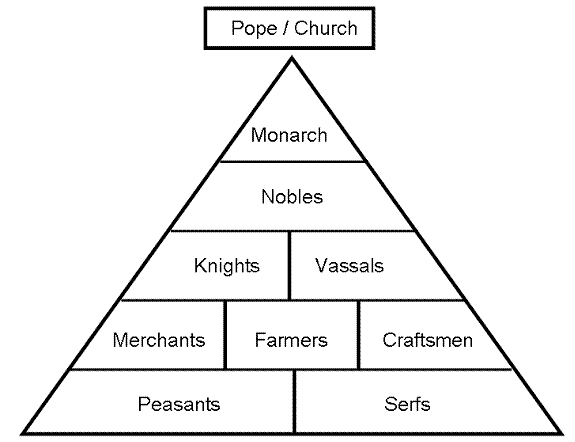 Pope / Church
Monarch
Nobles
Knights Vassals
Merchants Farmers Craftsmen
Peasants Serfs